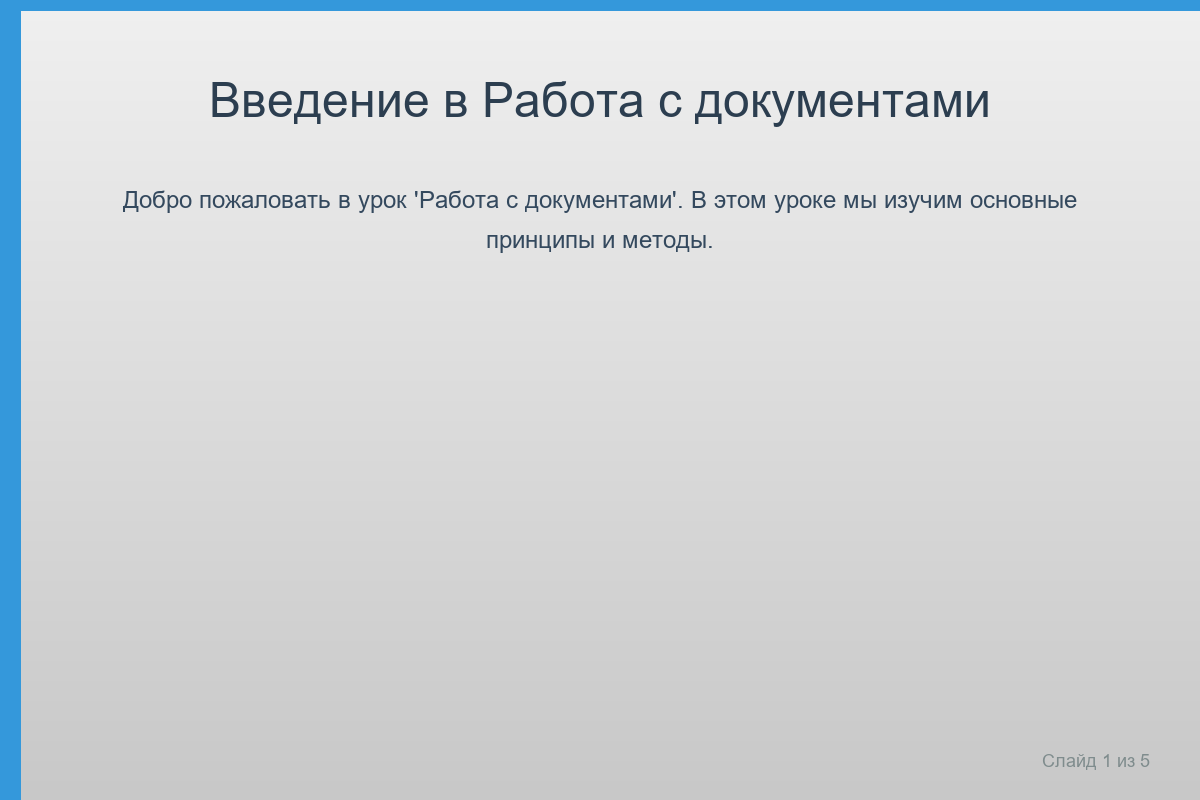 Введение в Работа с документами
Добро пожаловать в урок 'Работа с документами'. В этом уроке мы изучим основные
принципы и методы.
Слайд 1 из 5